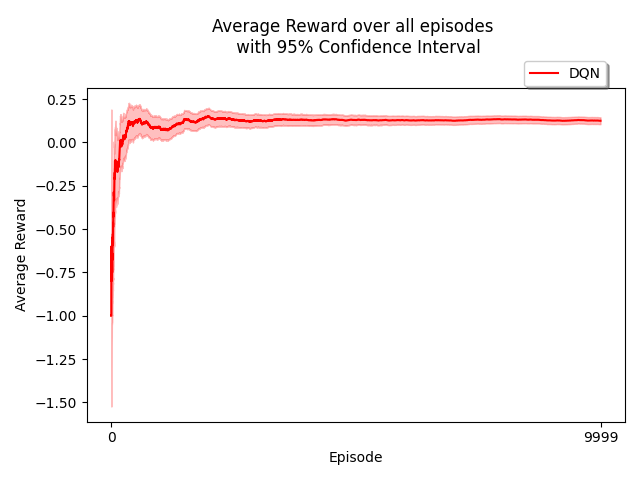 Average Reward over all episodes
with 95% Confidence Interval
DQN
0.25
0.00
−0.25
−0.50
−0.75
−1.00
−1.25
−1.50
Average Reward
0
9999
Episode